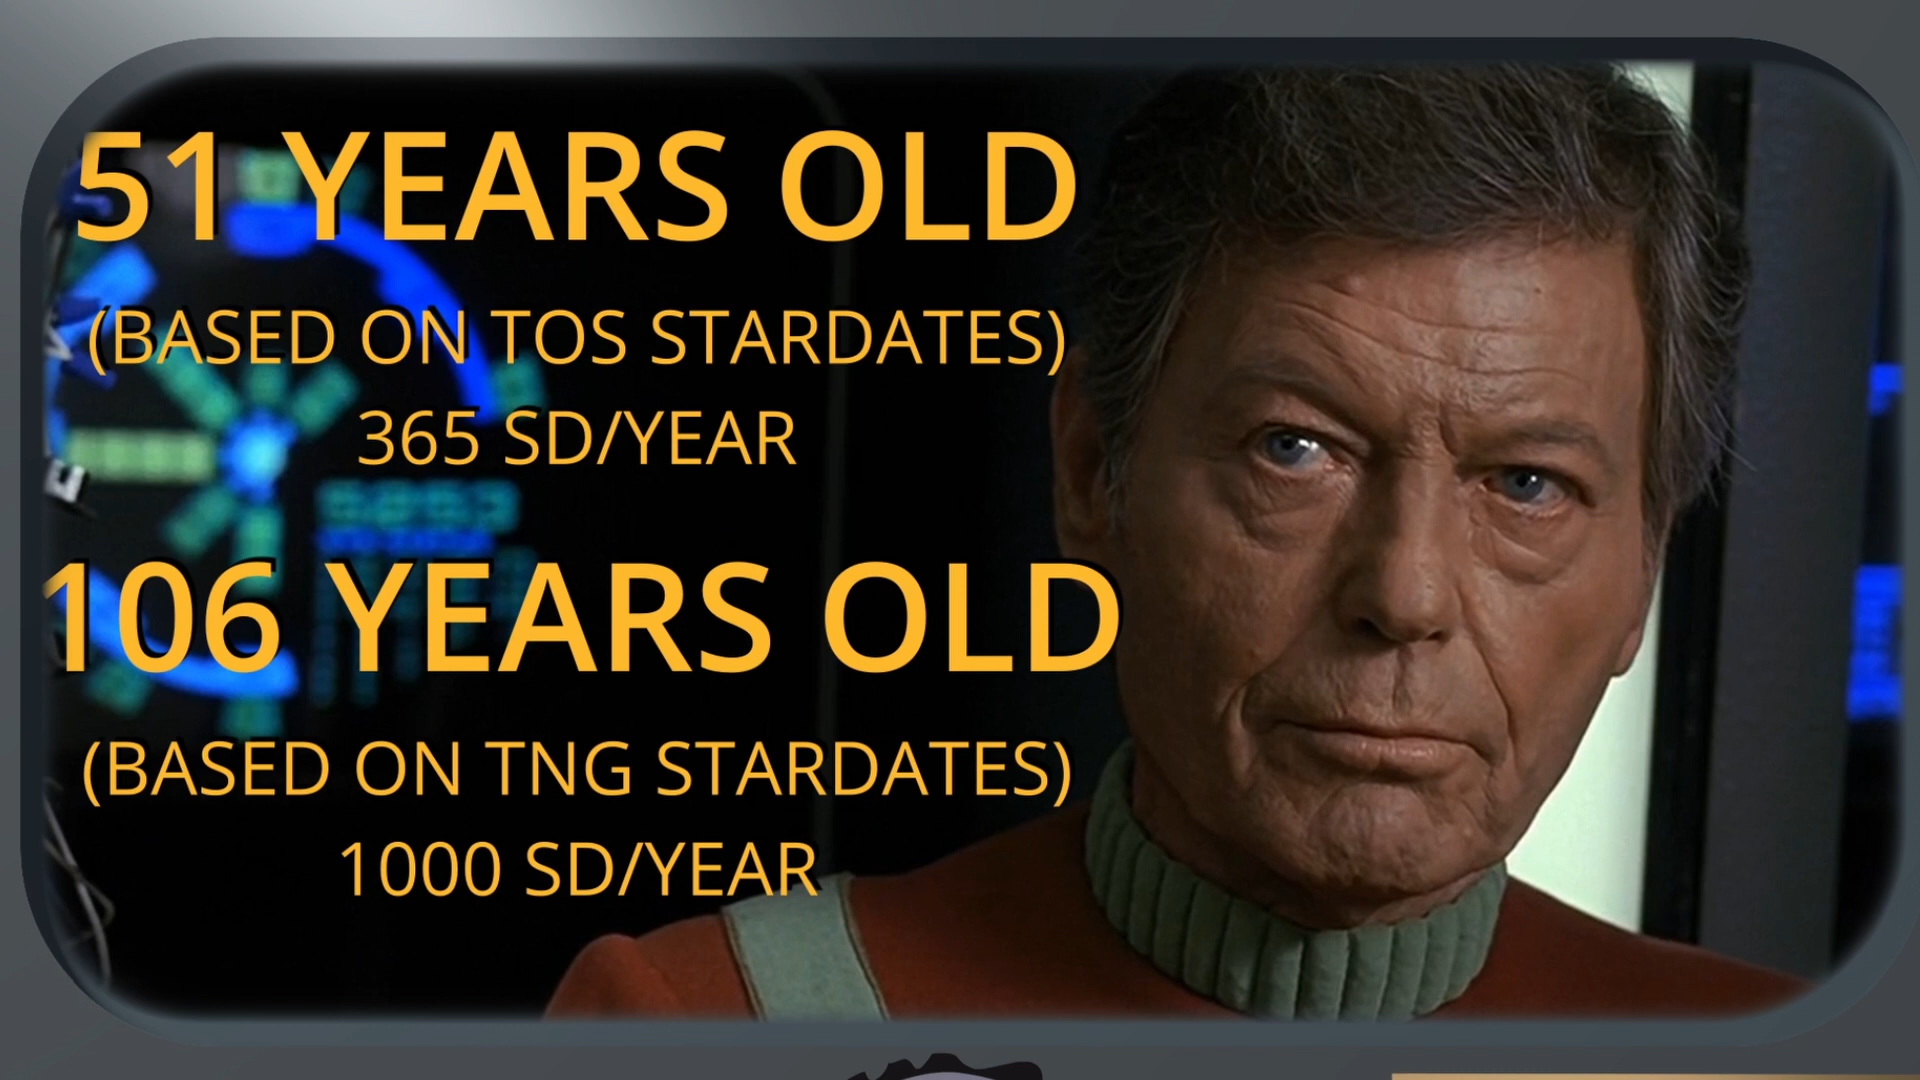 51 YEARS OLD
(BASED ON TOS STARDATES)
365 SD/YEAR
106 YEARS OLD
(BASED ON TNG STARDATES)
1000 SD/YEAR